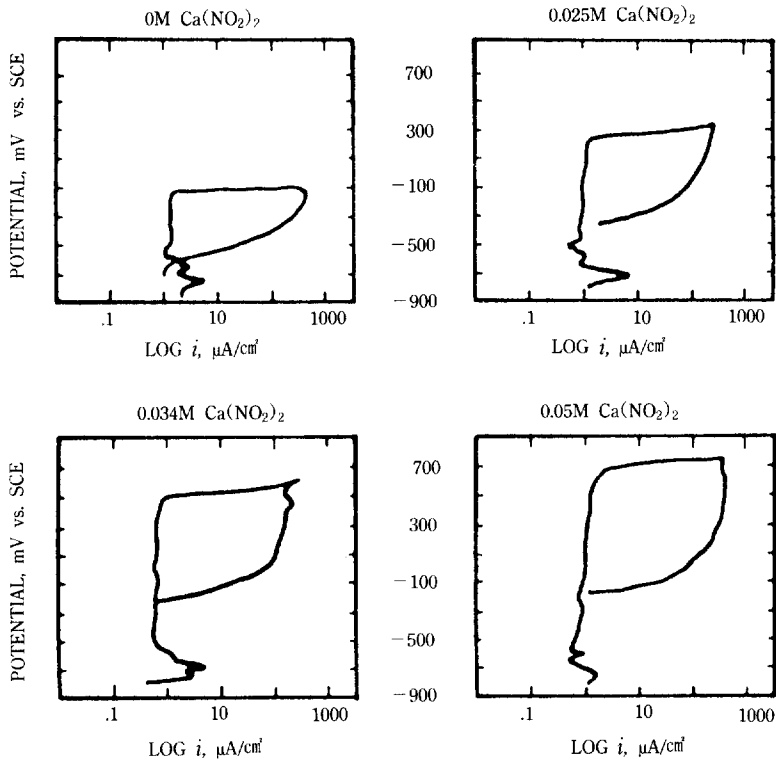 0M Ca(NO₂)₂
0.025M Ca(NO₂)₂
POTENTIAL, mV vs. SCE
700
300
−100
−500
−900
.1 10 1000
LOG i, μA/cm²
.1 10 1000
LOG i, μA/cm²
0.034M Ca(NO₂)₂
0.05M Ca(NO₂)₂
POTENTIAL, mV vs. SCE
700
300
−100
−500
−900
.1 10 1000
LOG i, μA/cm²
.1 10 1000
LOG i, μA/cm²